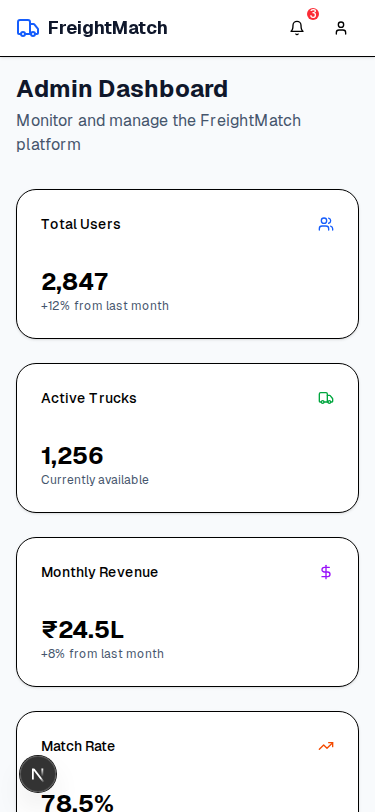 FreightMatch
3
Admin Dashboard
Monitor and manage the FreightMatch
platform
Total Users
2,847
+12% from last month
Active Trucks
1,256
Currently available
Monthly Revenue
₹24.5L
+8% from last month
Match Rate
N
78.5%